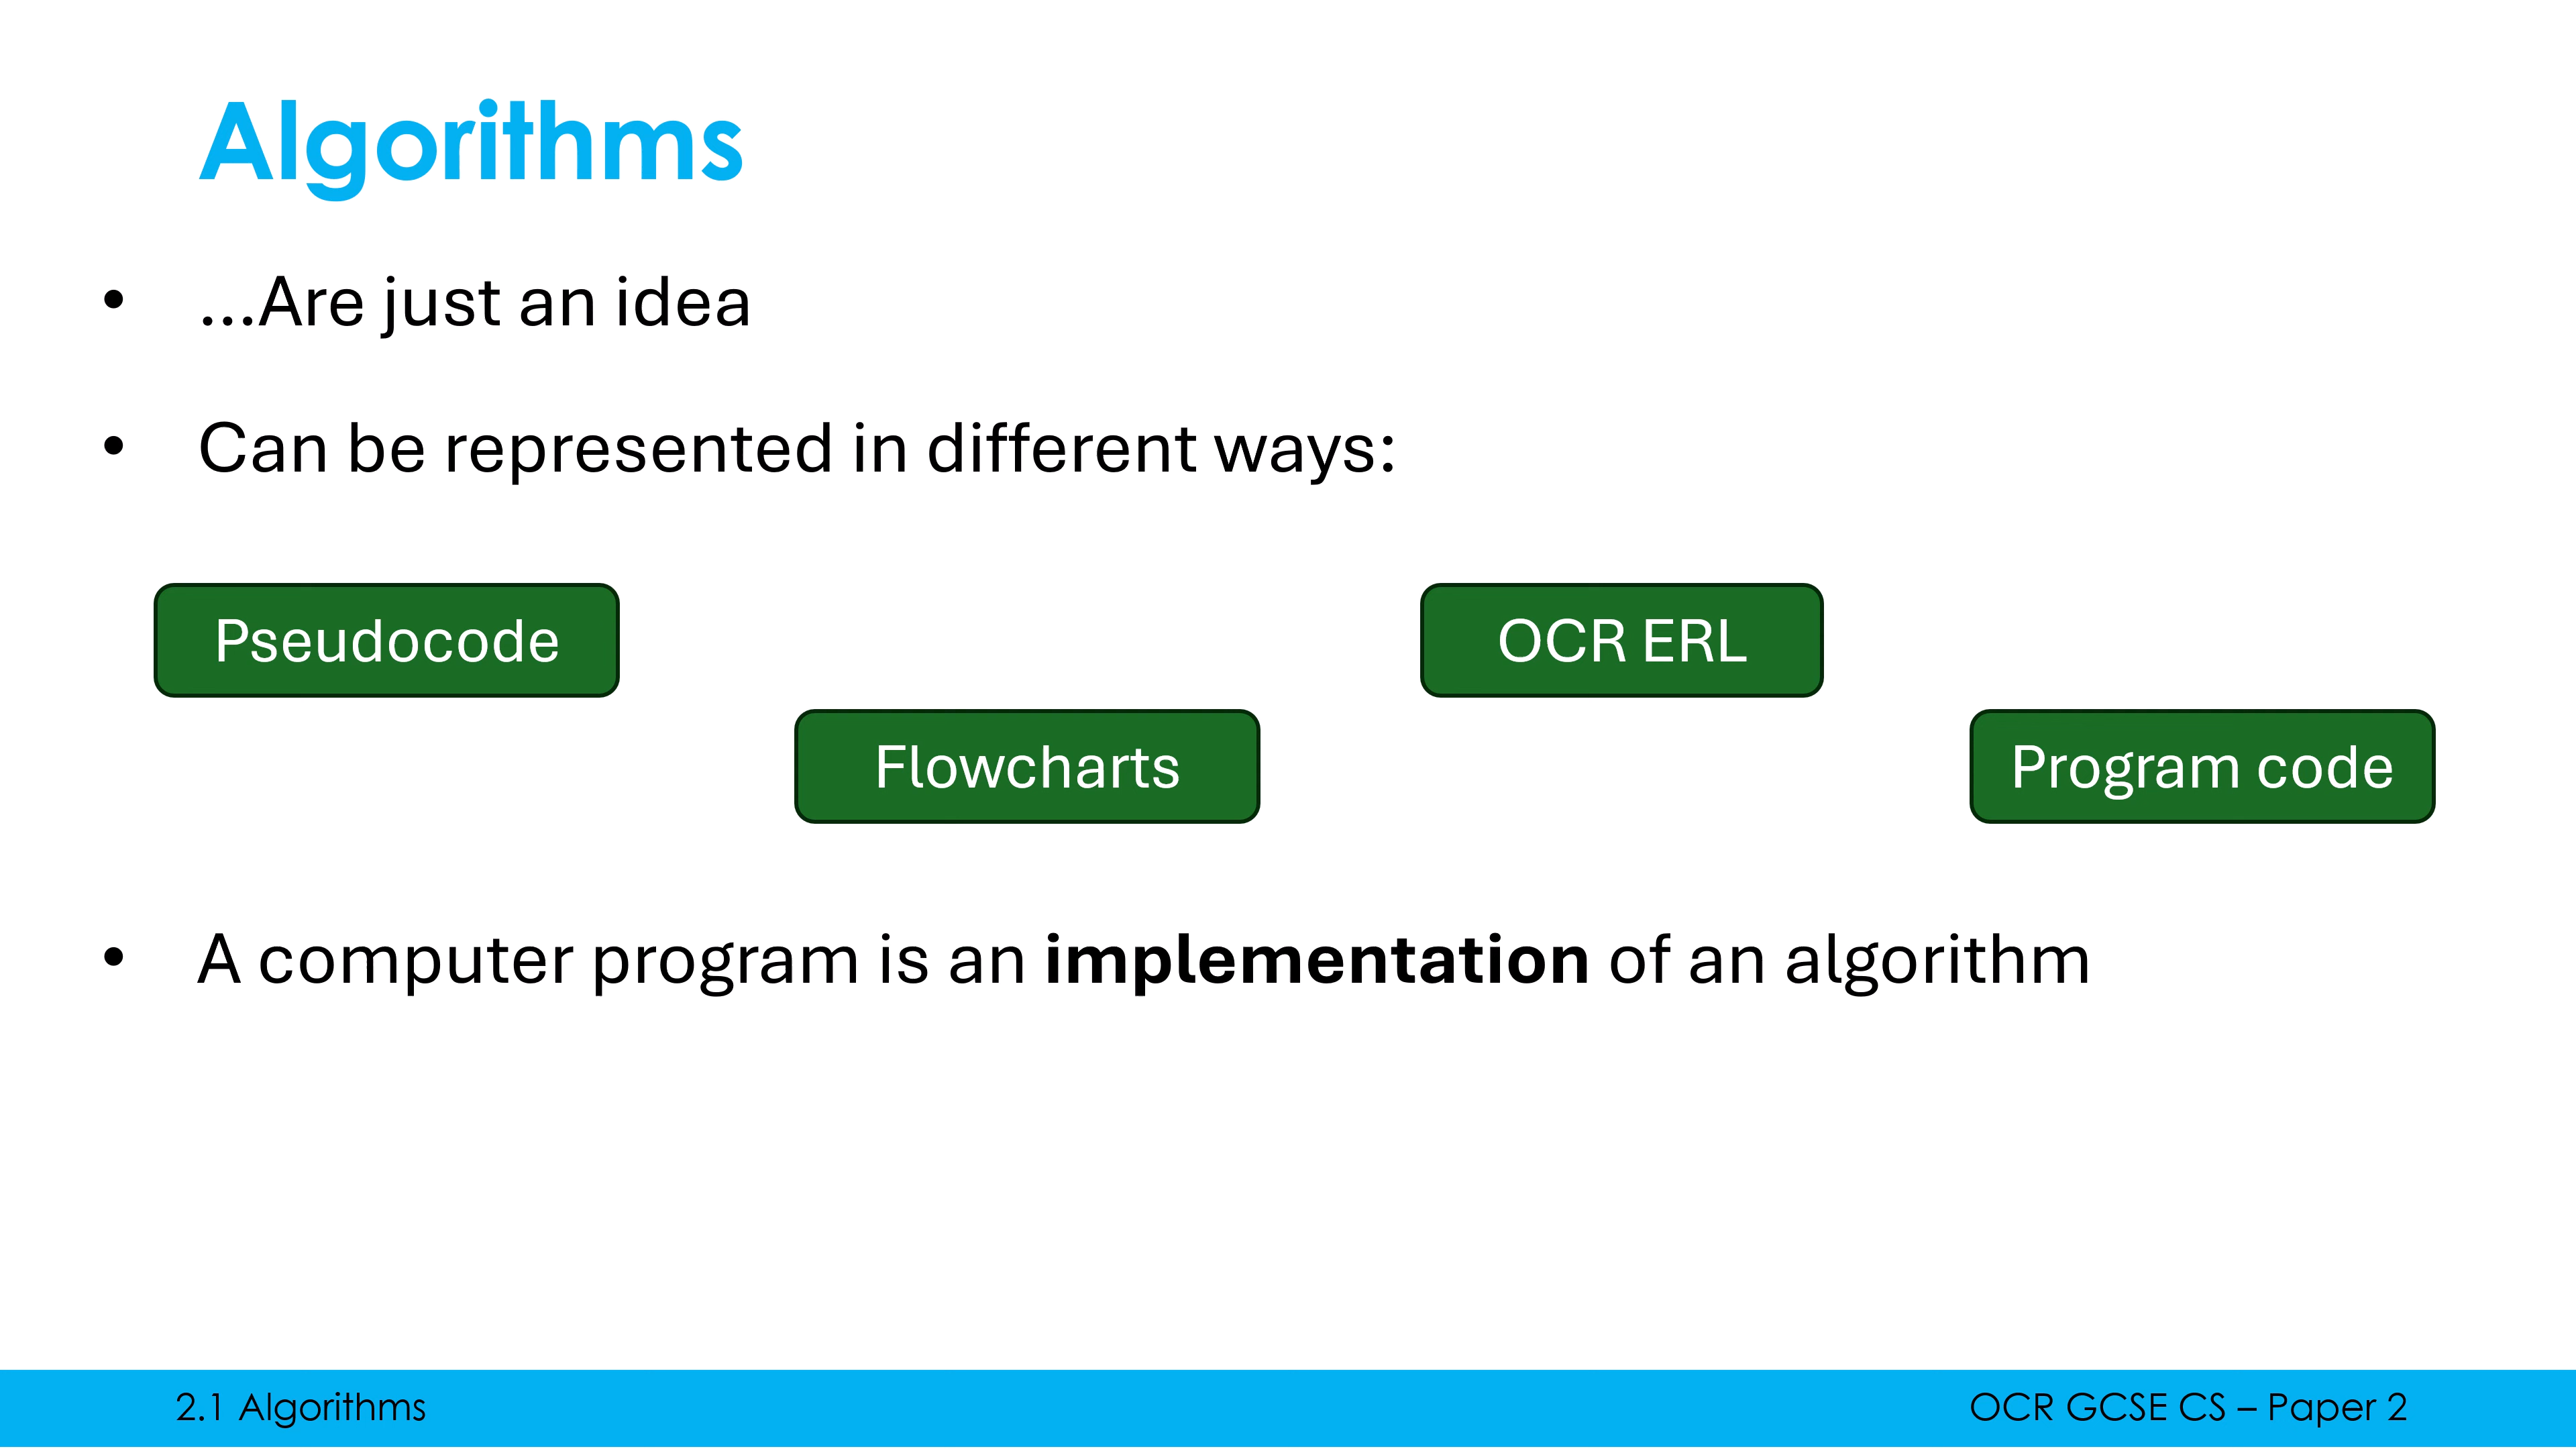 Algorithms
• ...Are just an idea
• Can be represented in different ways:
Pseudocode
OCR ERL
Flowcharts
Program code
• A computer program is an implementation of an algorithm
2.1 Algorithms
OCR GCSE CS – Paper 2